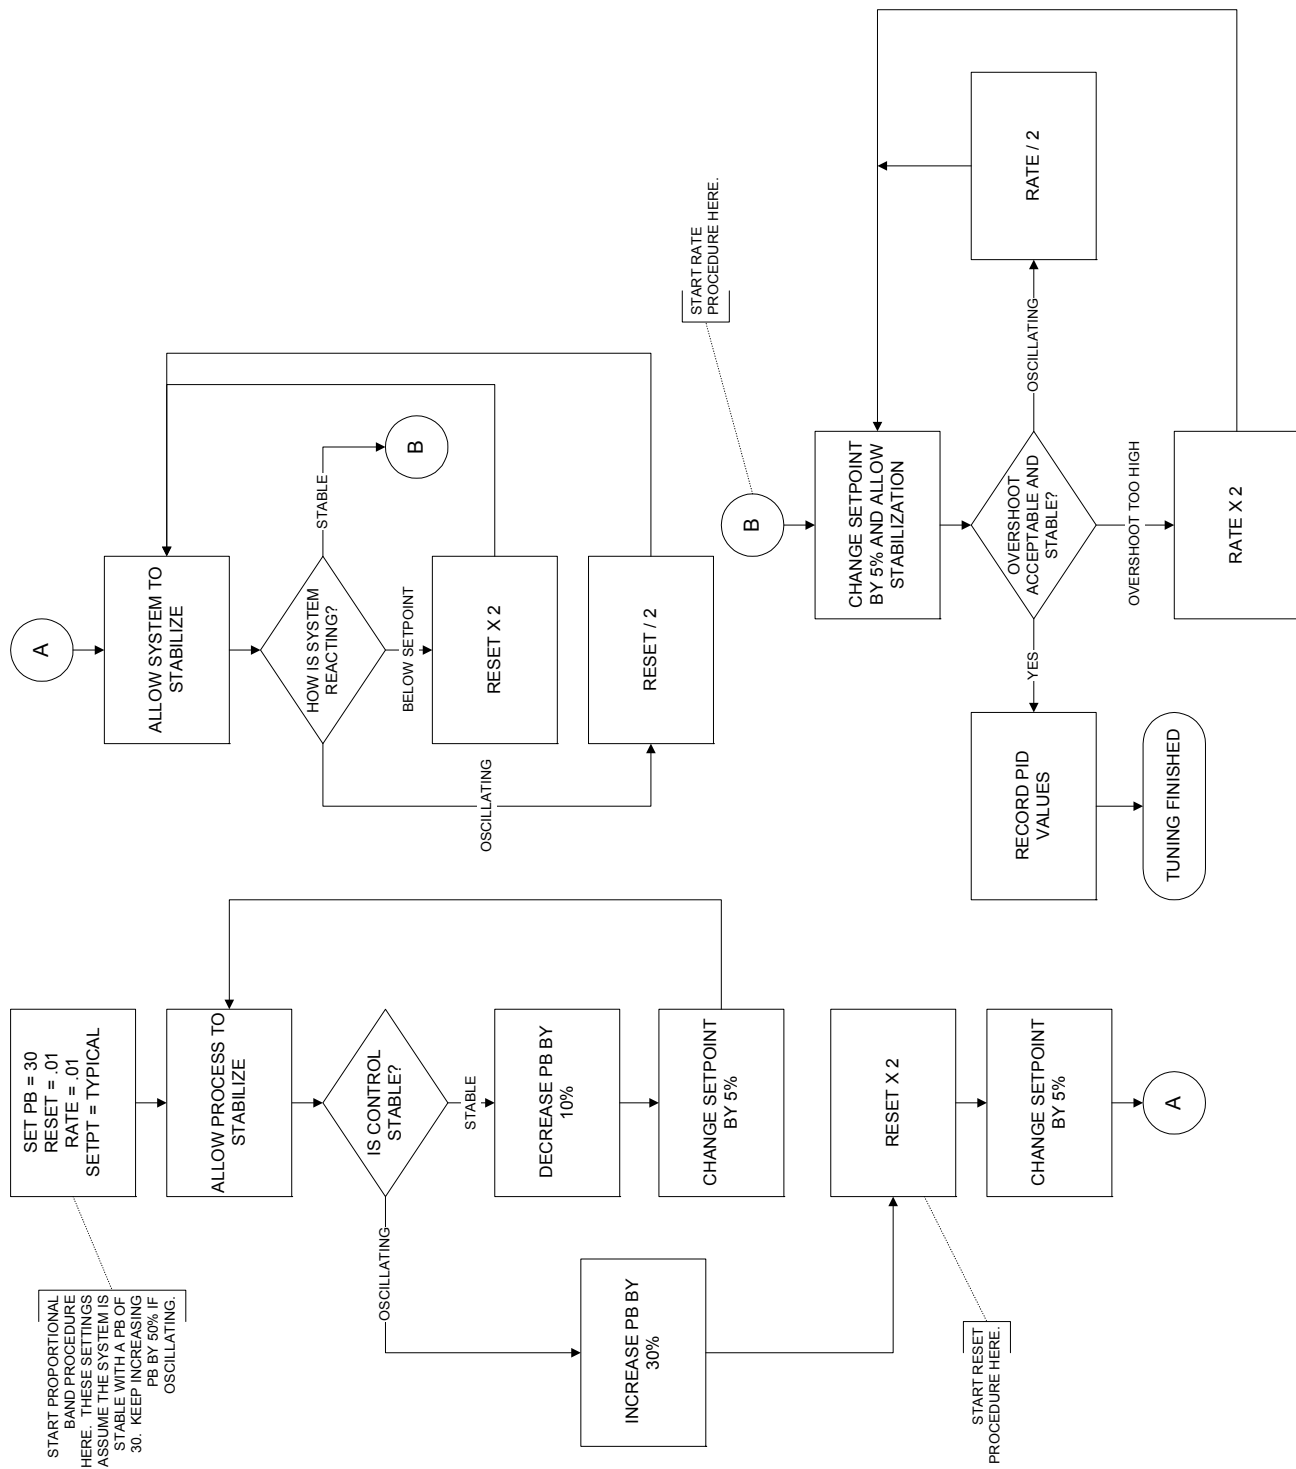 START PROPORTIONAL
BAND PROCEDURE
HERE. THESE SETTINGS
ASSUME THE SYSTEM IS
STABLE WITH A PB OF
30. KEEP INCREASING
PB BY 50% IF
OSCILLATING.
SET PB = 30
RESET = .01
RATE = .01
SETPT = TYPICAL
ALLOW PROCESS TO
STABILIZE
IS CONTROL
STABLE?
OSCILLATING
STABLE
DECREASE PB BY
10%
CHANGE SETPOINT
BY 5%
INCREASE PB BY
30%
START RESET
PROCEDURE HERE.
RESET X 2
CHANGE SETPOINT
BY 5%
A
A
ALLOW SYSTEM TO
STABILIZE
HOW IS SYSTEM
REACTING?
STABLE
B
BELOW SETPOINT
RESET X 2
OSCILLATING
RESET / 2
START RATE
PROCEDURE HERE.
B
CHANGE SETPOINT
BY 5% AND ALLOW
STABILIZATION
OVERSHOOT
ACCEPTABLE AND
STABLE?
OSCILLATING
RATE / 2
OVERSHOOT TOO HIGH
RATE X 2
YES
RECORD PID
VALUES
TUNING FINISHED